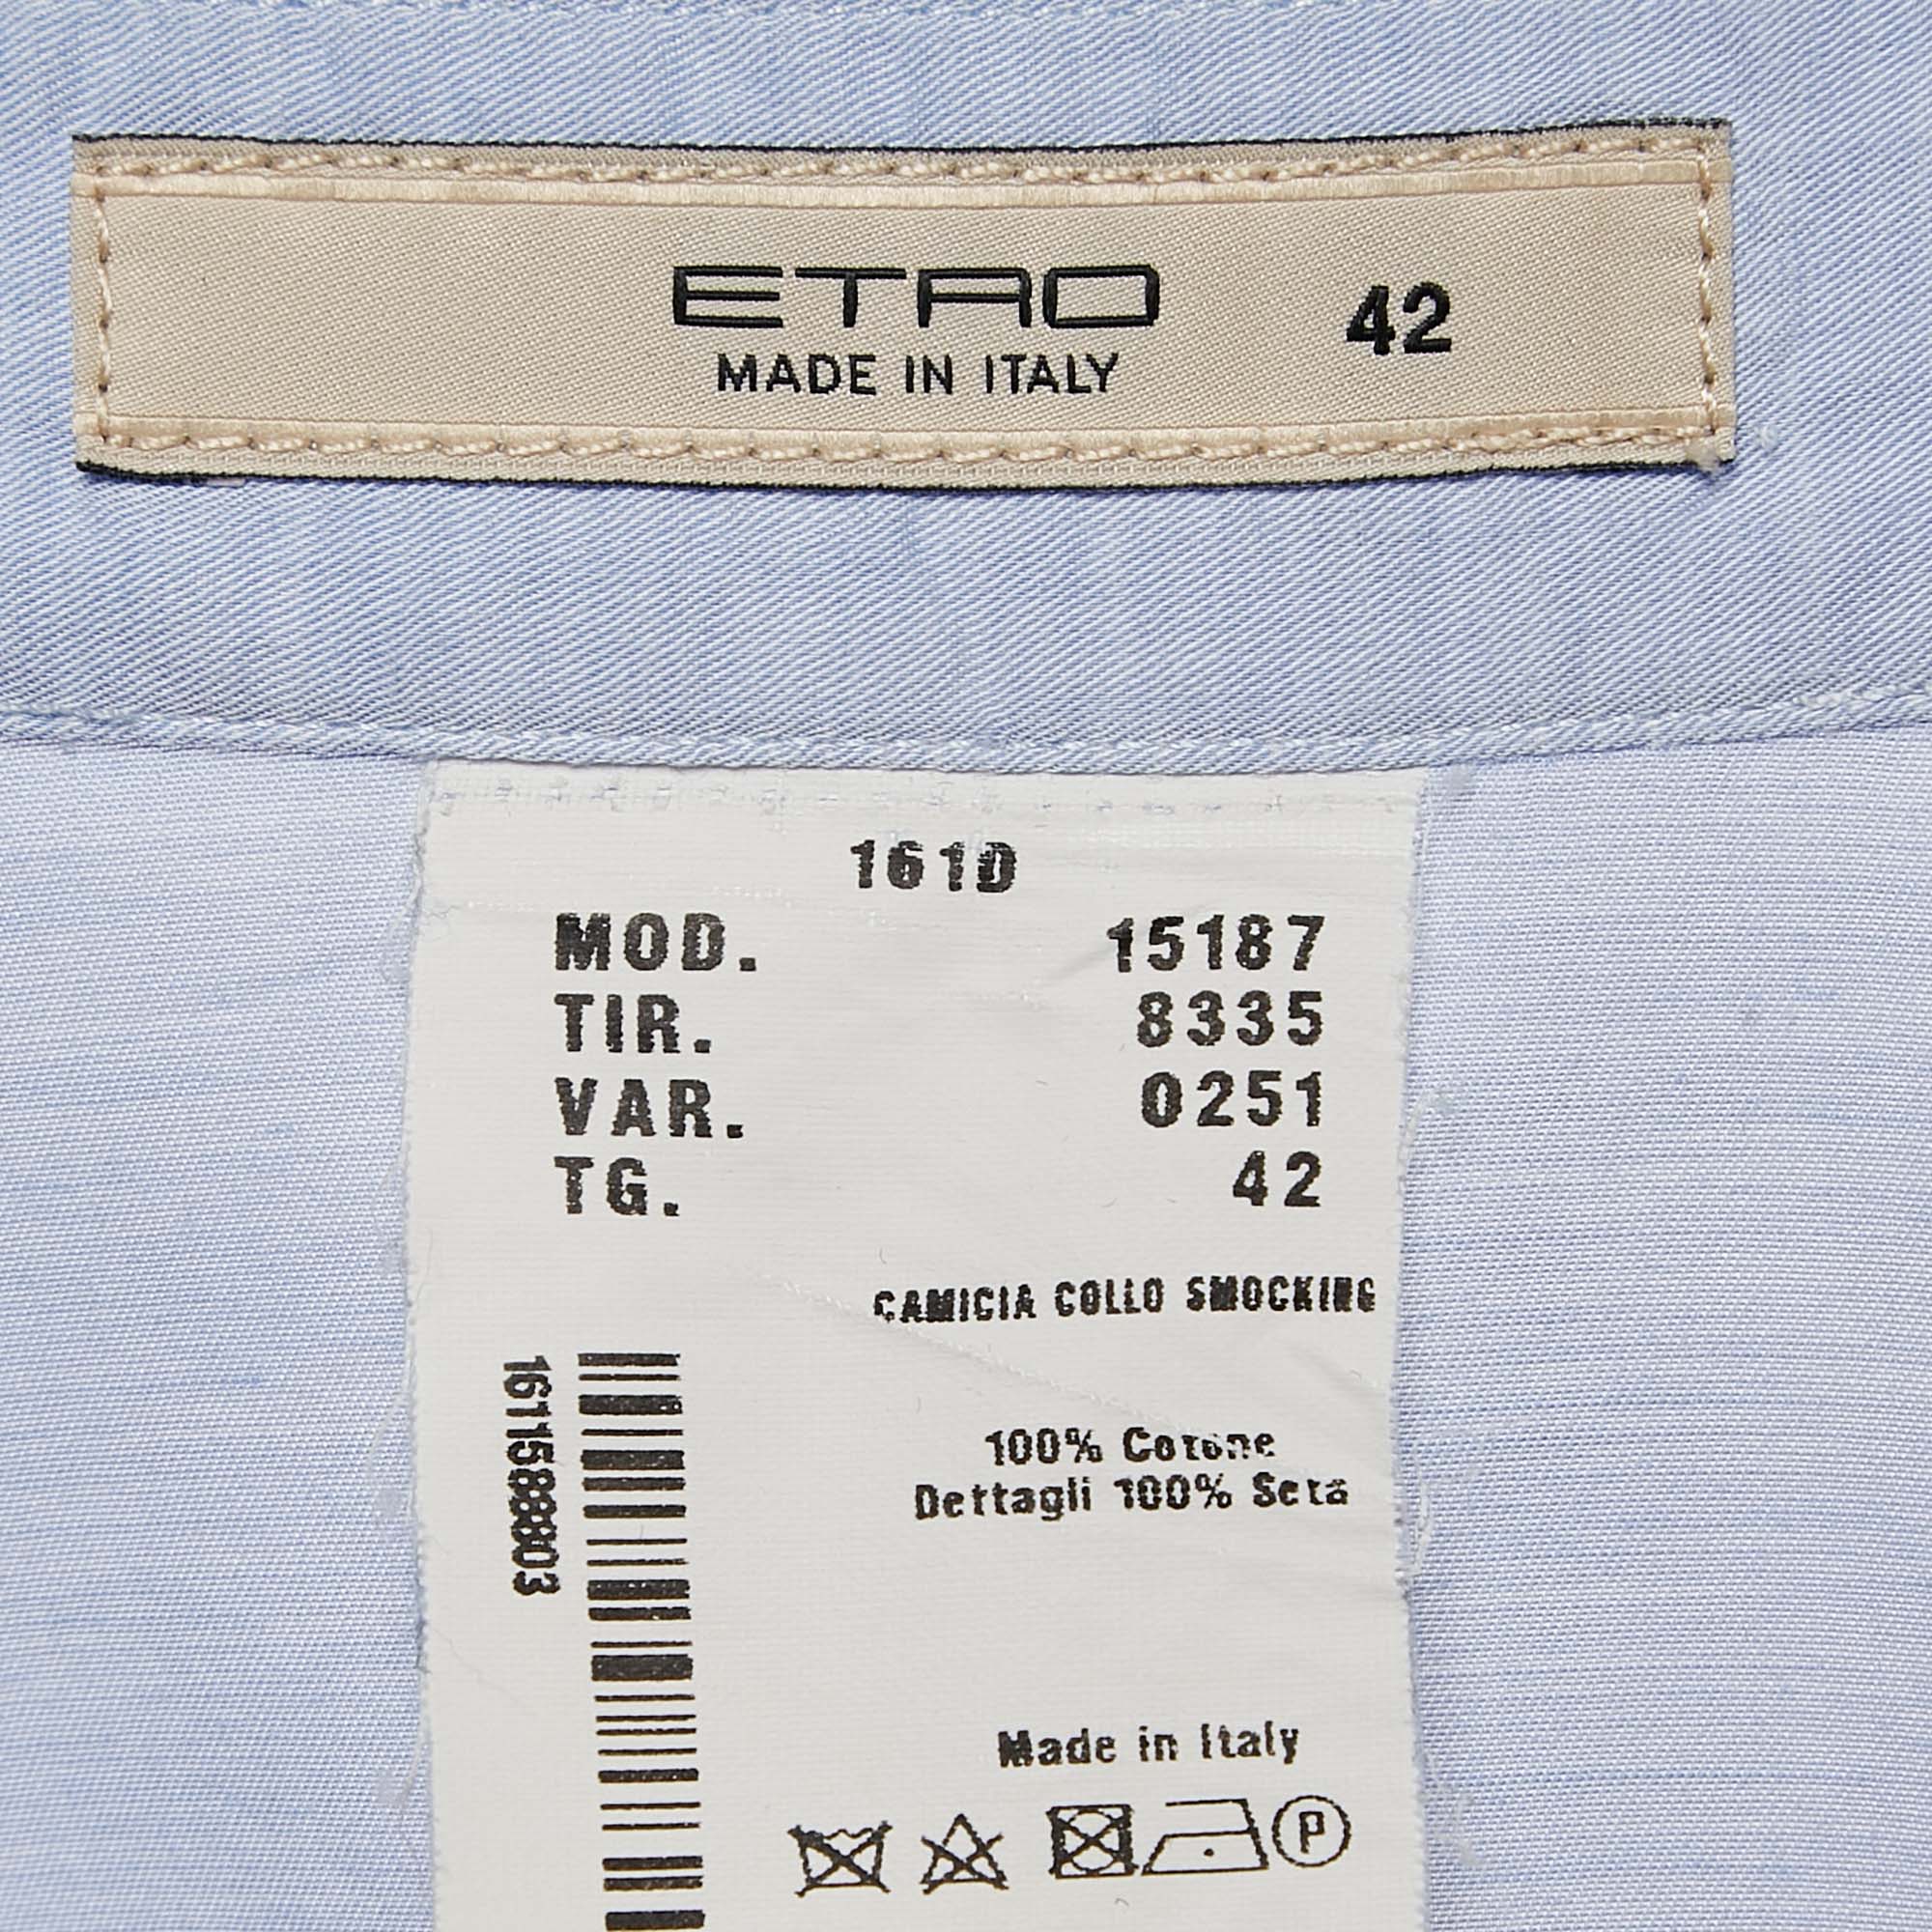 ETRO 42
MADE IN ITALY
161D
MOD. 15187
TIR. 8335
VAR. 0251
TG. 42
CAMICIA COLLO SMOCKING
1611588803
100% Cotone
Dettagli 100% Seta
Made in Italy
P